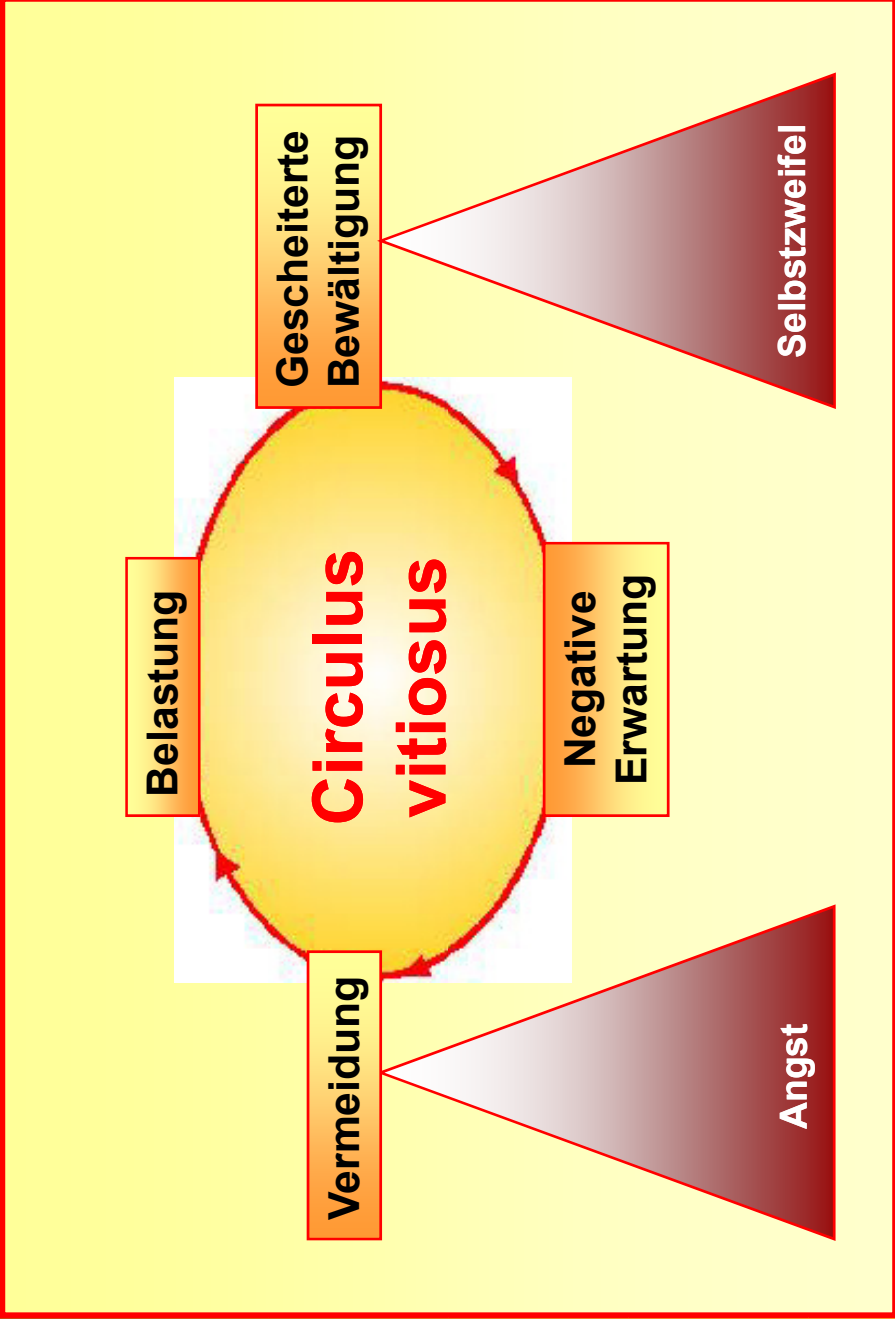 Belastung
Vermeidung
Gescheiterte
Bewältigung
Circulus
vitiosus
Negative
Erwartung
Angst
Selbstzweifel